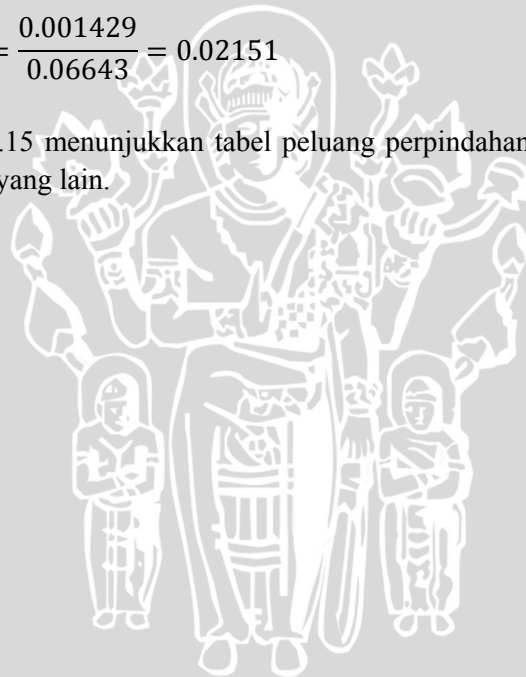 = 0.001429 / 0.06643 = 0.02151
.15 menunjukkan tabel peluang perpindahan
yang lain.